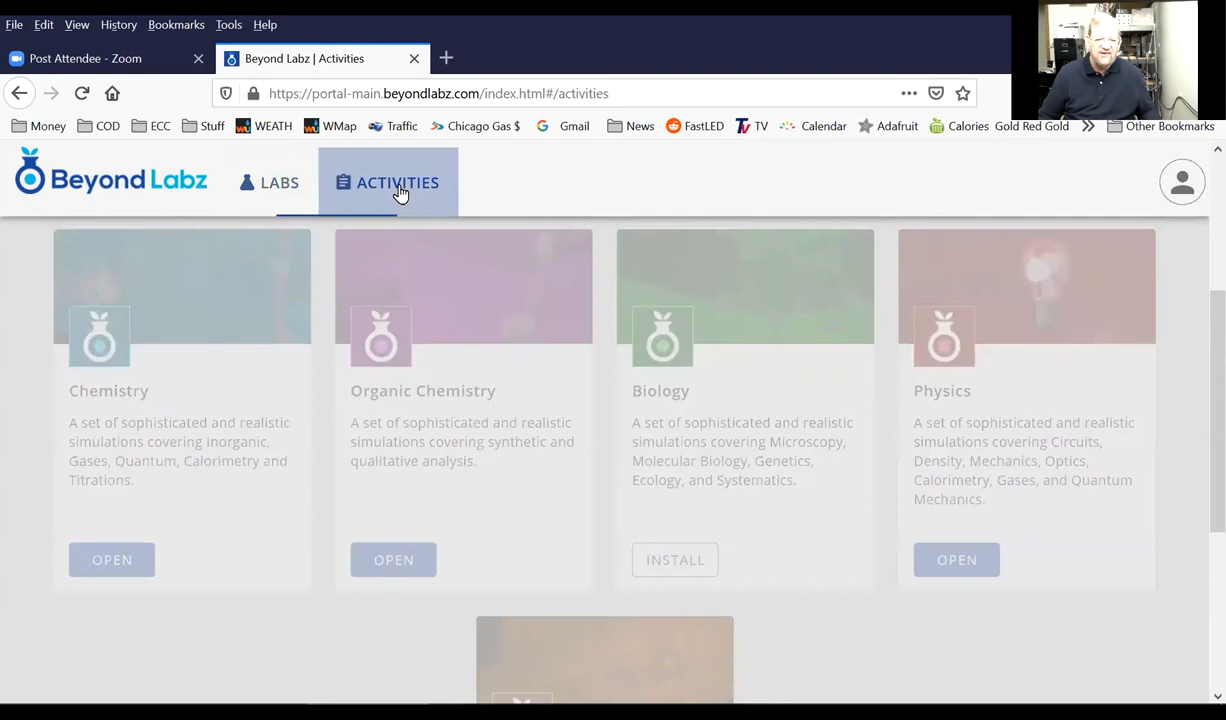 File Edit View History Bookmarks Tools Help
Post Attendee - Zoom
Beyond Labz | Activities
https://portal-main.beyondlabz.com/index.html#/activities
Money COD ECC Stuff WEATH WMap Traffic Chicago Gas $ Gmail News FastLED TV Calendar Adafruit Calories Gold Red Gold Other Bookmarks
Beyond Labz LABS ACTIVITIES
Chemistry
A set of sophisticated and realistic
simulations covering Inorganic,
Gases, Quantum, Calorimetry and
Titrations.
OPEN
Organic Chemistry
A set of sophisticated and realistic
simulations covering synthetic and
qualitative analysis.
OPEN
Biology
A set of sophisticated and realistic
simulations covering Microscopy,
Molecular Biology, Genetics,
Ecology, and Systematics.
INSTALL
Physics
A set of sophisticated and realistic
simulations covering Circuits,
Density, Mechanics, Optics,
Calorimetry, Gases, and Quantum
Mechanics.
OPEN